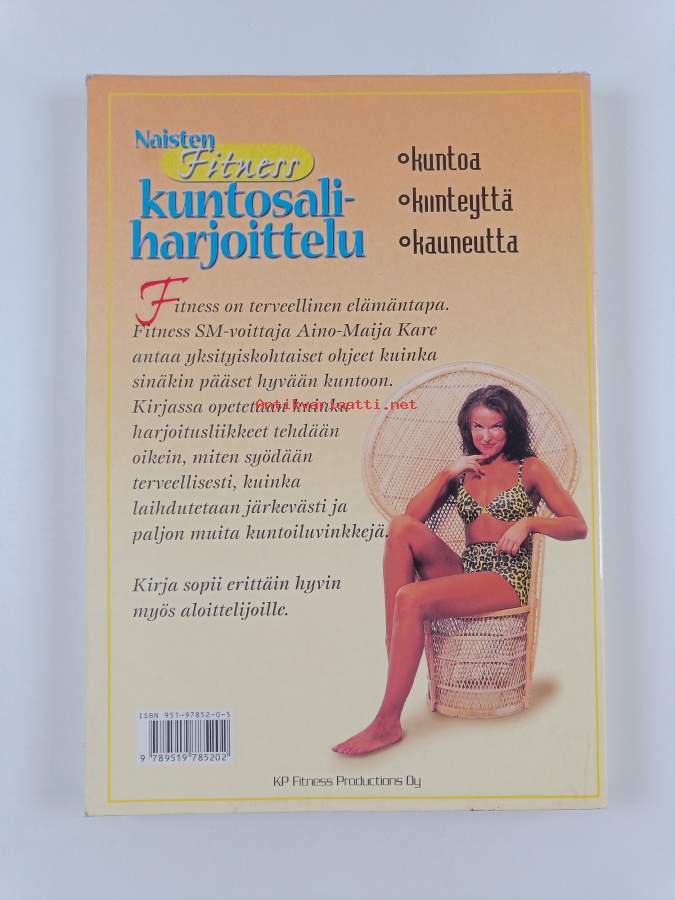 Naisten
Fitness
kuntosali-
harjoittelu
kuntoa
kiinteyttä
kauneutta
Fitness on terveellinen elämäntapa.
Fitness SM-voittaja Aino-Maija Kare
antaa yksityiskohtaiset ohjeet kuinka
sinäkin pääset hyvään kuntoon.
Kirjassa opetetaan kuinka
Antikvariaatti.net
harjoitusliikkeet tehdään
oikein, miten syödään
terveellisesti, kuinka
laihdutetaan järkevästi ja
paljon muita kuntoiluvinkkejä.
Kirja sopii erittäin hyvin
myös aloittelijoille.
ISBN 951-97852-0-5
9 789519 785202
KP Fitness Productions Oy